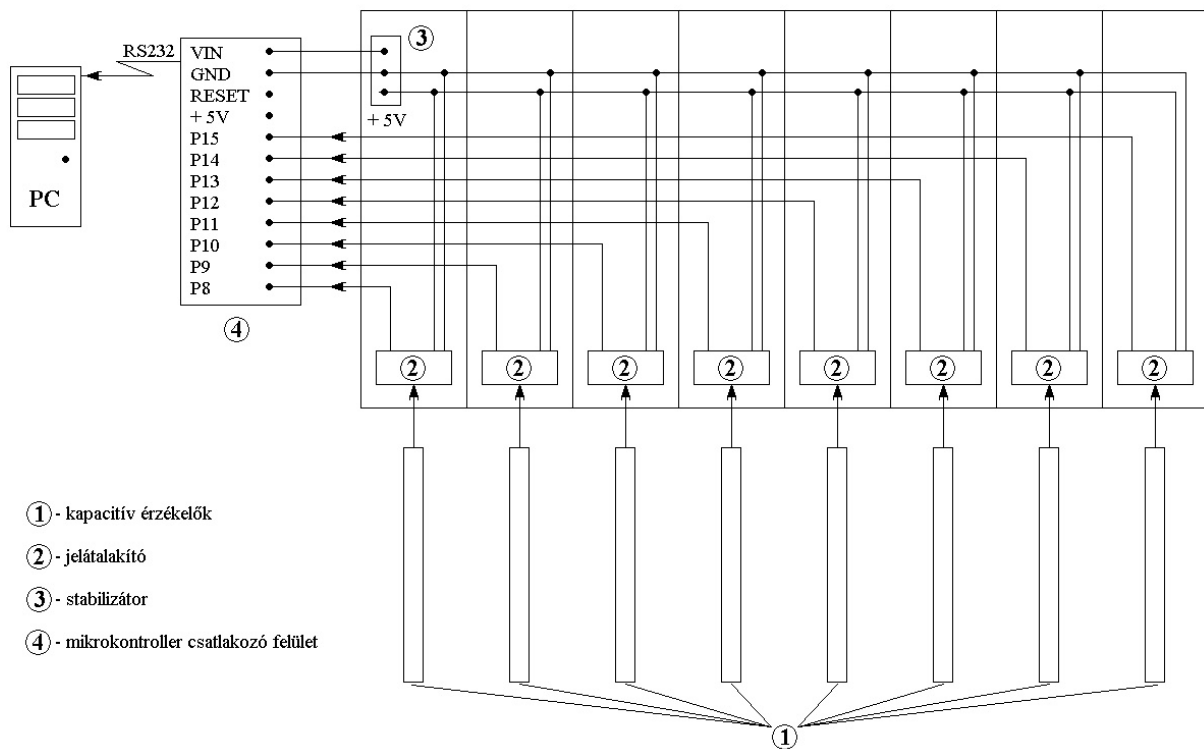 RS232
PC
VIN
GND
RESET
+ 5V
P15
P14
P13
P12
P11
P10
P9
P8
4
3
+ 5V
2 2 2 2 2 2 2 2
1 - kapacitív érzékelők
2 - jelátalakító
3 - stabilizátor
4 - mikrokontroller csatlakozó felület
1